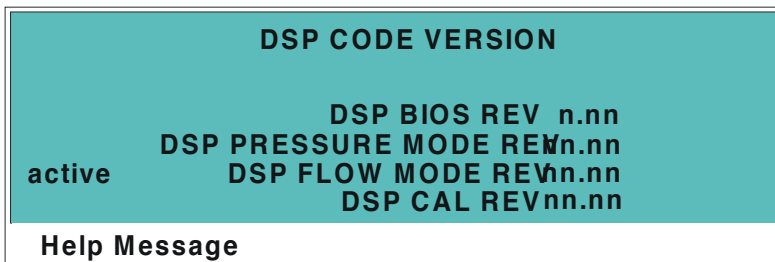 DSP CODE VERSION
DSP BIOS REV n.nn
DSP PRESSURE MODE REV nn.nn
active DSP FLOW MODE REV nn.nn
DSP CAL REV nn.nn
Help Message